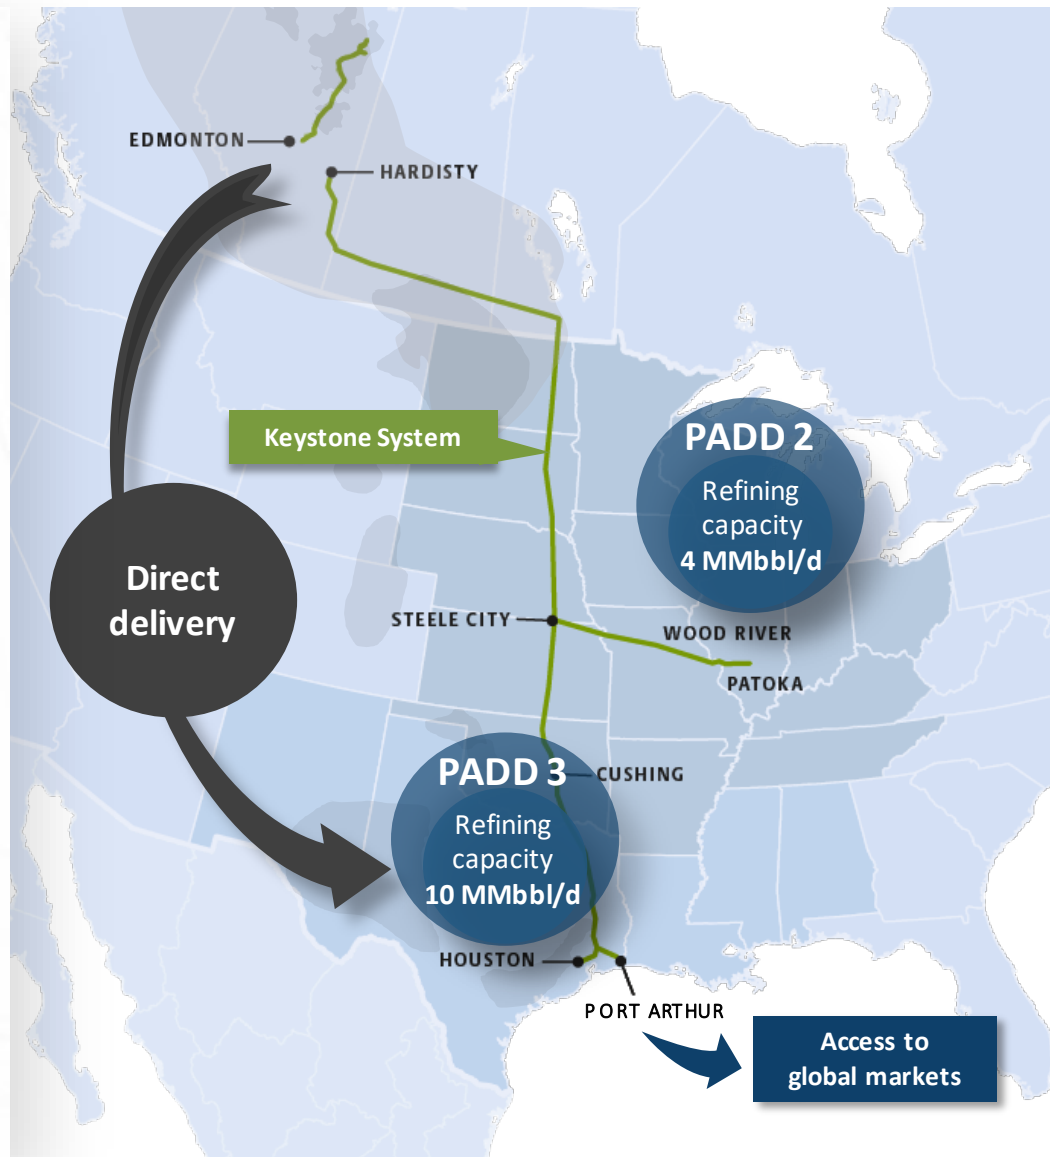 EDMONTON
HARDISTY
Keystone System
PADD 2
Refining
capacity
4 MMbbl/d
Direct
delivery
STEELE CITY
WOOD RIVER
PATOKA
PADD 3
CUSHING
Refining
capacity
10 MMbbl/d
HOUSTON
PORT ARTHUR
Access to
global markets